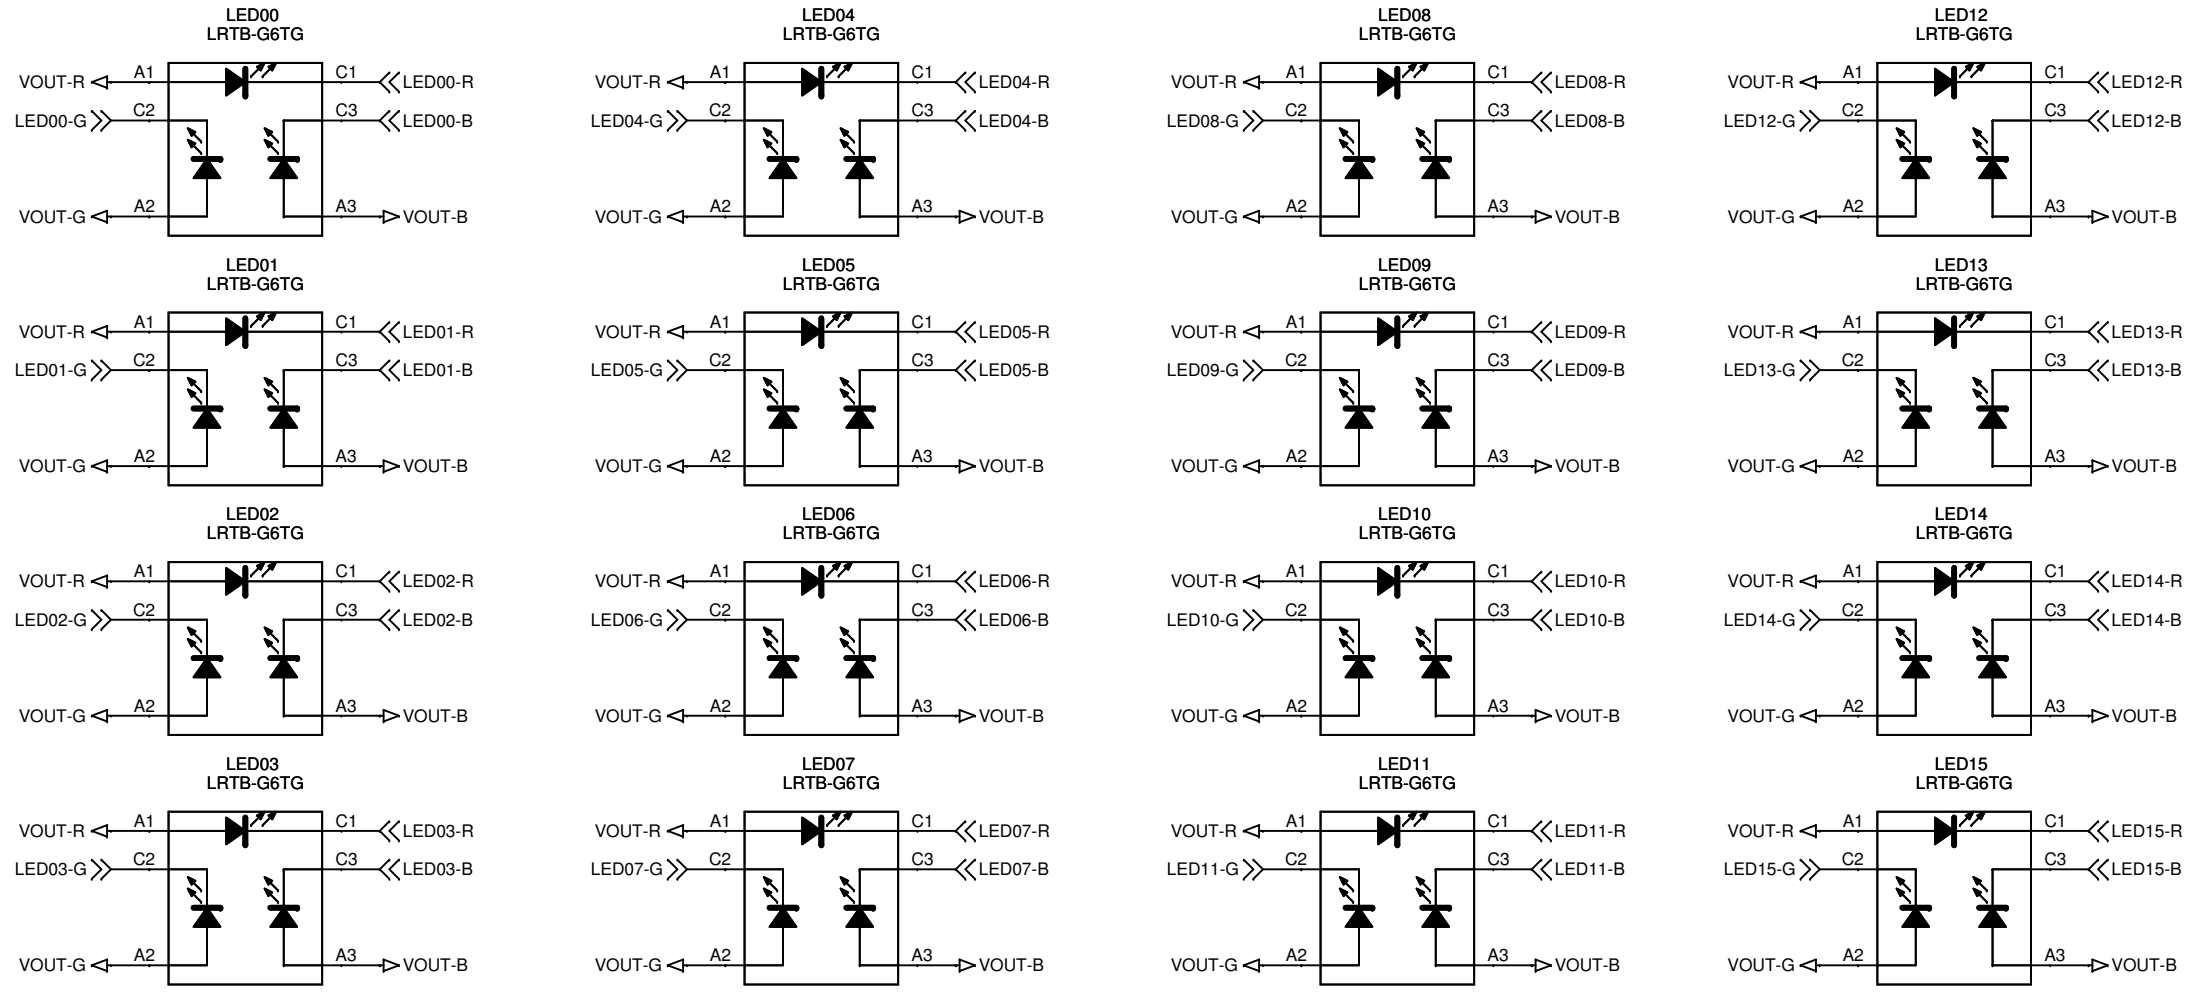 LED00
LRTB-G6TG
VOUT-R A1 C1 LED00-R
LED00-G C2 C3 LED00-B
VOUT-G A2 A3 VOUT-B
LED04
LRTB-G6TG
VOUT-R A1 C1 LED04-R
LED04-G C2 C3 LED04-B
VOUT-G A2 A3 VOUT-B
LED08
LRTB-G6TG
VOUT-R A1 C1 LED08-R
LED08-G C2 C3 LED08-B
VOUT-G A2 A3 VOUT-B
LED12
LRTB-G6TG
VOUT-R A1 C1 LED12-R
LED12-G C2 C3 LED12-B
VOUT-G A2 A3 VOUT-B
LED01
LRTB-G6TG
VOUT-R A1 C1 LED01-R
LED01-G C2 C3 LED01-B
VOUT-G A2 A3 VOUT-B
LED05
LRTB-G6TG
VOUT-R A1 C1 LED05-R
LED05-G C2 C3 LED05-B
VOUT-G A2 A3 VOUT-B
LED09
LRTB-G6TG
VOUT-R A1 C1 LED09-R
LED09-G C2 C3 LED09-B
VOUT-G A2 A3 VOUT-B
LED13
LRTB-G6TG
VOUT-R A1 C1 LED13-R
LED13-G C2 C3 LED13-B
VOUT-G A2 A3 VOUT-B
LED02
LRTB-G6TG
VOUT-R A1 C1 LED02-R
LED02-G C2 C3 LED02-B
VOUT-G A2 A3 VOUT-B
LED06
LRTB-G6TG
VOUT-R A1 C1 LED06-R
LED06-G C2 C3 LED06-B
VOUT-G A2 A3 VOUT-B
LED10
LRTB-G6TG
VOUT-R A1 C1 LED10-R
LED10-G C2 C3 LED10-B
VOUT-G A2 A3 VOUT-B
LED14
LRTB-G6TG
VOUT-R A1 C1 LED14-R
LED14-G C2 C3 LED14-B
VOUT-G A2 A3 VOUT-B
LED03
LRTB-G6TG
VOUT-R A1 C1 LED03-R
LED03-G C2 C3 LED03-B
VOUT-G A2 A3 VOUT-B
LED07
LRTB-G6TG
VOUT-R A1 C1 LED07-R
LED07-G C2 C3 LED07-B
VOUT-G A2 A3 VOUT-B
LED11
LRTB-G6TG
VOUT-R A1 C1 LED11-R
LED11-G C2 C3 LED11-B
VOUT-G A2 A3 VOUT-B
LED15
LRTB-G6TG
VOUT-R A1 C1 LED15-R
LED15-G C2 C3 LED15-B
VOUT-G A2 A3 VOUT-B